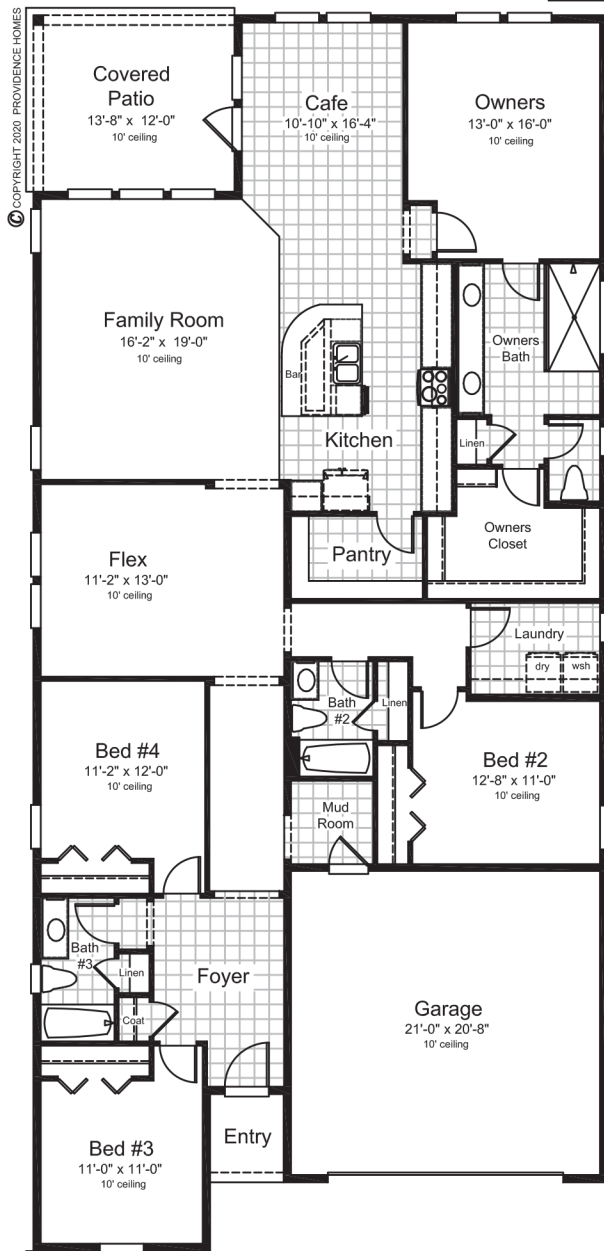 © COPYRIGHT 2020 PROVIDENCE HOMES
Covered
Patio
13'-8" x 12'-0"
10' ceiling
Cafe
10'-10" x 16'-4"
10' ceiling
Owners
13'-0" x 16'-0"
10' ceiling
Family Room
16'-2" x 19'-0"
10' ceiling
Owners
Bath
Bar
Kitchen
Linen
Pantry
Owners
Closet
Flex
11'-2" x 13'-0"
10' ceiling
Laundry
dry
wsh
Bath
#2
Linen
Bed #4
11'-2" x 12'-0"
10' ceiling
Bed #2
12'-8" x 11'-0"
10' ceiling
Mud
Room
Bath
#3
Linen
Foyer
Coat
Garage
21'-0" x 20'-8"
10' ceiling
Entry
Bed #3
11'-0" x 11'-0"
10' ceiling